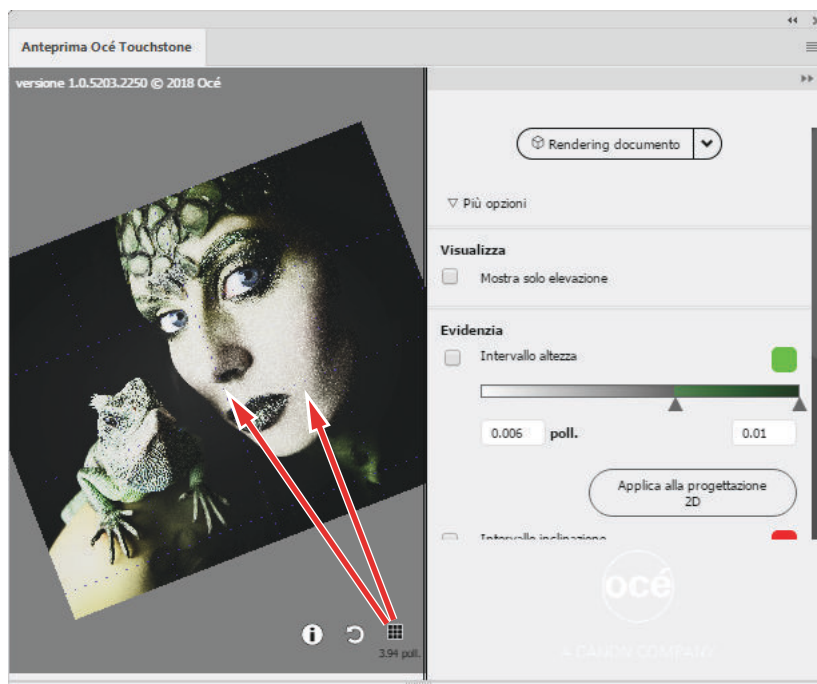 Anteprima Océ Touchstone
versione 1.0.5203.2250 © 2018 Océ
Rendering documento
Più opzioni
Visualizza
Mostra solo elevazione
Evidenzia
Intervallo altezza
0.006 poll. 0.01
Applica alla progettazione
2D
Intervallo inclinazione
océ
A CANON COMPANY
3.94 poll.